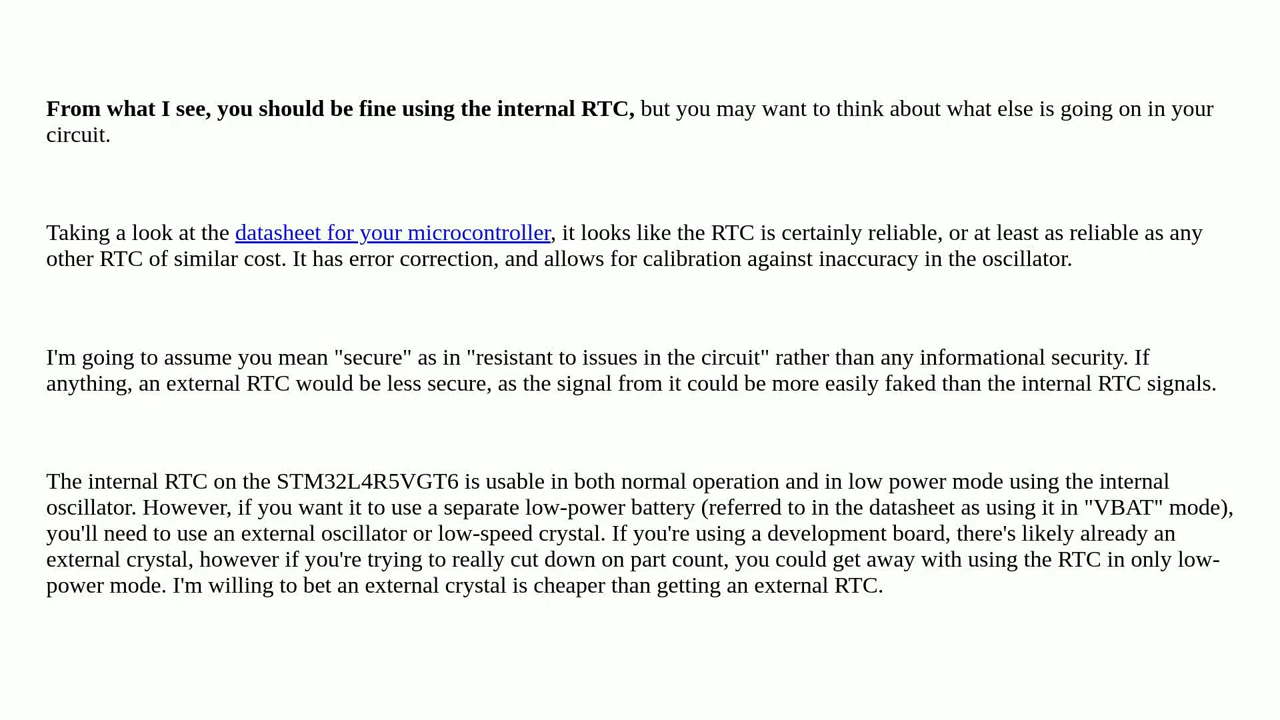 From what I see, you should be fine using the internal RTC, but you may want to think about what else is going on in your
circuit.
Taking a look at the datasheet for your microcontroller, it looks like the RTC is certainly reliable, or at least as reliable as any
other RTC of similar cost. It has error correction, and allows for calibration against inaccuracy in the oscillator.
I'm going to assume you mean "secure" as in "resistant to issues in the circuit" rather than any informational security. If
anything, an external RTC would be less secure, as the signal from it could be more easily faked than the internal RTC signals.
The internal RTC on the STM32L4R5VGT6 is usable in both normal operation and in low power mode using the internal
oscillator. However, if you want it to use a separate low-power battery (referred to in the datasheet as using it in "VBAT" mode),
you'll need to use an external oscillator or low-speed crystal. If you're using a development board, there's likely already an
external crystal, however if you're trying to really cut down on part count, you could get away with using the RTC in only low-
power mode. I'm willing to bet an external crystal is cheaper than getting an external RTC.